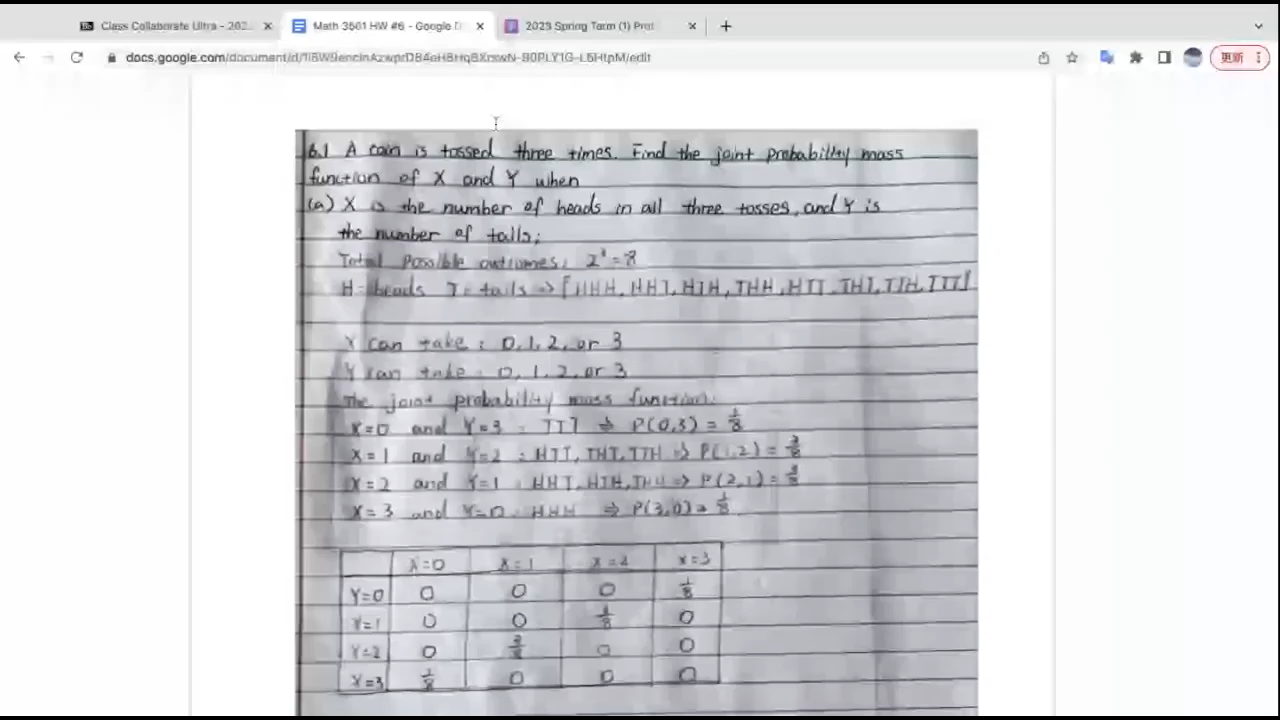 Class Collaborate Ultra - 202
Math 3501 HW #6 - Google D
2023 Spring Term (1) Prof
docs.google.com/document/d/
/edit
更新
6.1 A coin is tossed three times. Find the joint probability mass
function of X and Y when
(a) X is the number of heads in all three tosses, and Y is
the number of tails;
Total possible outcomes: 2³ = 8
H = heads T = tails ⇒ {HHH, HHT, HTH, THH, HTT, THT, TTH, TTT}
X can take : 0, 1, 2, or 3
Y can take : 0, 1, 2, or 3
The joint probability mass function:
X=0 and Y=3 : TTT ⇒ P(0,3) = 1/8
X=1 and Y=2 : HTT, THT, TTH ⇒ P(1,2) = 3/8
X=2 and Y=1 : HHT, HTH, THH ⇒ P(2,1) = 3/8
X=3 and Y=0 : HHH ⇒ P(3,0) = 1/8
X=0 X=1 X=2 X=3
Y=0 0 0 0 1/8
Y=1 0 0 3/8 0
Y=2 0 3/8 0 0
Y=3 1/8 0 0 0